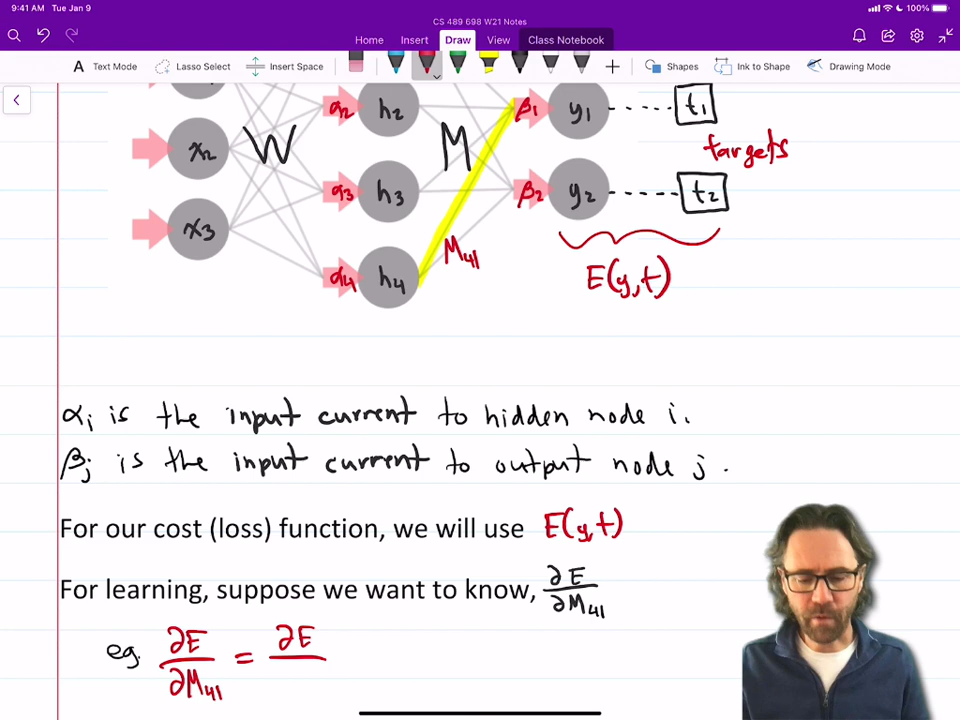 9:41 AM Tue Jan 9
100%
CS 489 698 W21 Notes
Home Insert Draw View Class Notebook
A Text Mode Lasso Select Insert Space Shapes Ink to Shape Drawing Mode
α2 h2 β1 y1 t1
x2 W M targets
α3 h3 β2 y2 t2
x3
M41
α4 h4 E(y,t)
αi is the input current to hidden node i.
βj is the input current to output node j.
For our cost (loss) function, we will use E(y,t)
For learning, suppose we want to know, ∂E/∂M41
eg. ∂E/∂M41 = ∂E